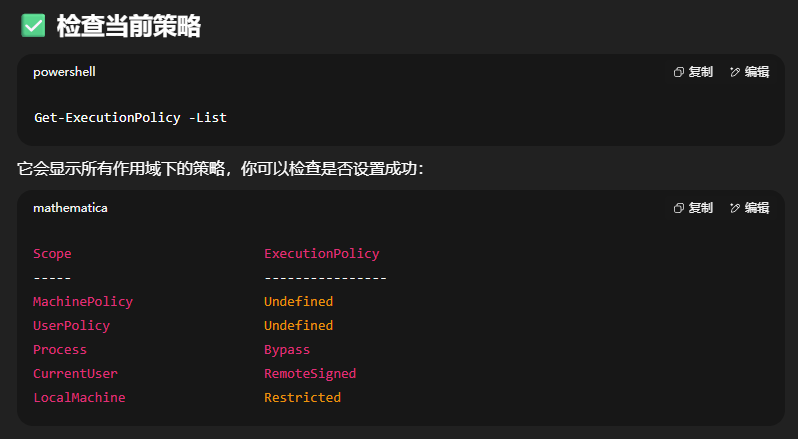 ✅ 检查当前策略
powershell 复制 编辑
Get-ExecutionPolicy -List
它会显示所有作用域下的策略，你可以检查是否设置成功：
mathematica 复制 编辑
Scope ExecutionPolicy
----- ----------------
MachinePolicy Undefined
UserPolicy Undefined
Process Bypass
CurrentUser RemoteSigned
LocalMachine Restricted